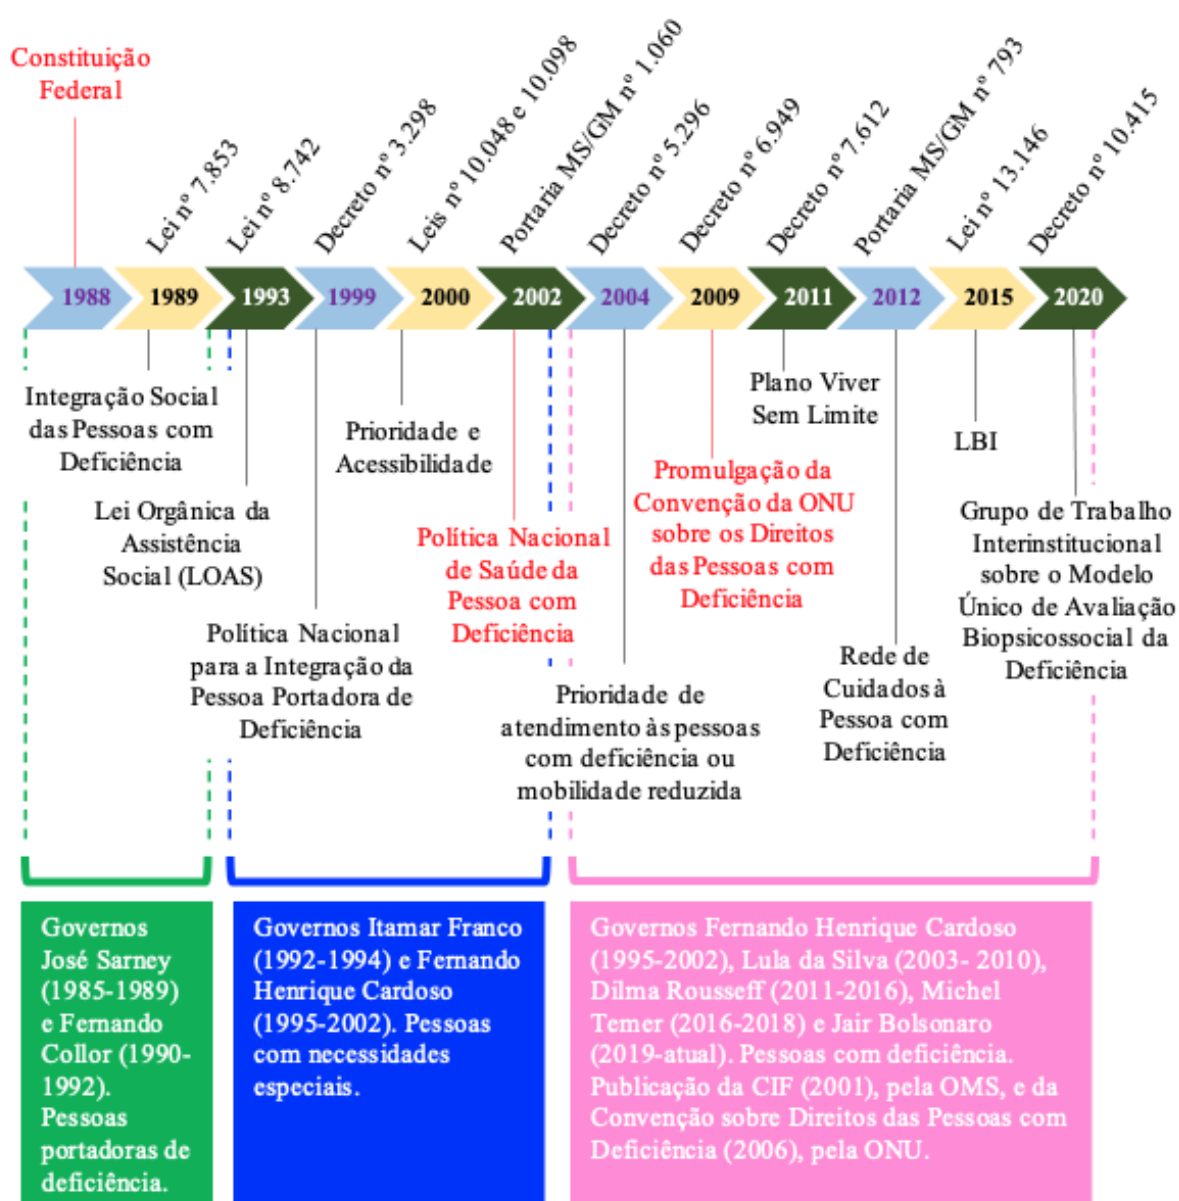 Constituição
Federal
Lei nº 7.853
Lei nº 8.742
Decreto nº 3.298
Leis nº 10.048 e 10.098
Portaria MS/GM nº 1.060
Decreto nº 5.296
Decreto nº 6.949
Decreto nº 7.612
Portaria MS/GM nº 793
Lei nº 13.146
Decreto nº 10.415
1988
1989
1993
1999
2000
2002
2004
2009
2011
2012
2015
2020
Integração Social
das Pessoas com
Deficiência
Lei Orgânica da
Assistência
Social (LOAS)
Política Nacional
para a Integração da
Pessoa Portadora de
Deficiência
Prioridade e
Acessibilidade
Política Nacional
de Saúde da
Pessoa com
Deficiência
Prioridade de
atendimento às pessoas
com deficiência ou
mobilidade reduzida
Promulgação da
Convenção da ONU
sobre os Direitos
das Pessoas com
Deficiência
Plano Viver
Sem Limite
Rede de
Cuidados à
Pessoa com
Deficiência
LBI
Grupo de Trabalho
Interinstitucional
sobre o Modelo
Único de Avaliação
Biopsicossocial da
Deficiência
Governos
José Sarney
(1985-1989)
e Fernando
Collor (1990-
1992).
Pessoas
portadoras de
deficiência.
Governos Itamar Franco
(1992-1994) e Fernando
Henrique Cardoso
(1995-2002). Pessoas
com necessidades
especiais.
Governos Fernando Henrique Cardoso
(1995-2002), Lula da Silva (2003- 2010),
Dilma Rousseff (2011-2016), Michel
Temer (2016-2018) e Jair Bolsonaro
(2019-atual). Pessoas com deficiência.
Publicação da CIF (2001), pela OMS, e da
Convenção sobre Direitos das Pessoas com
Deficiência (2006), pela ONU.